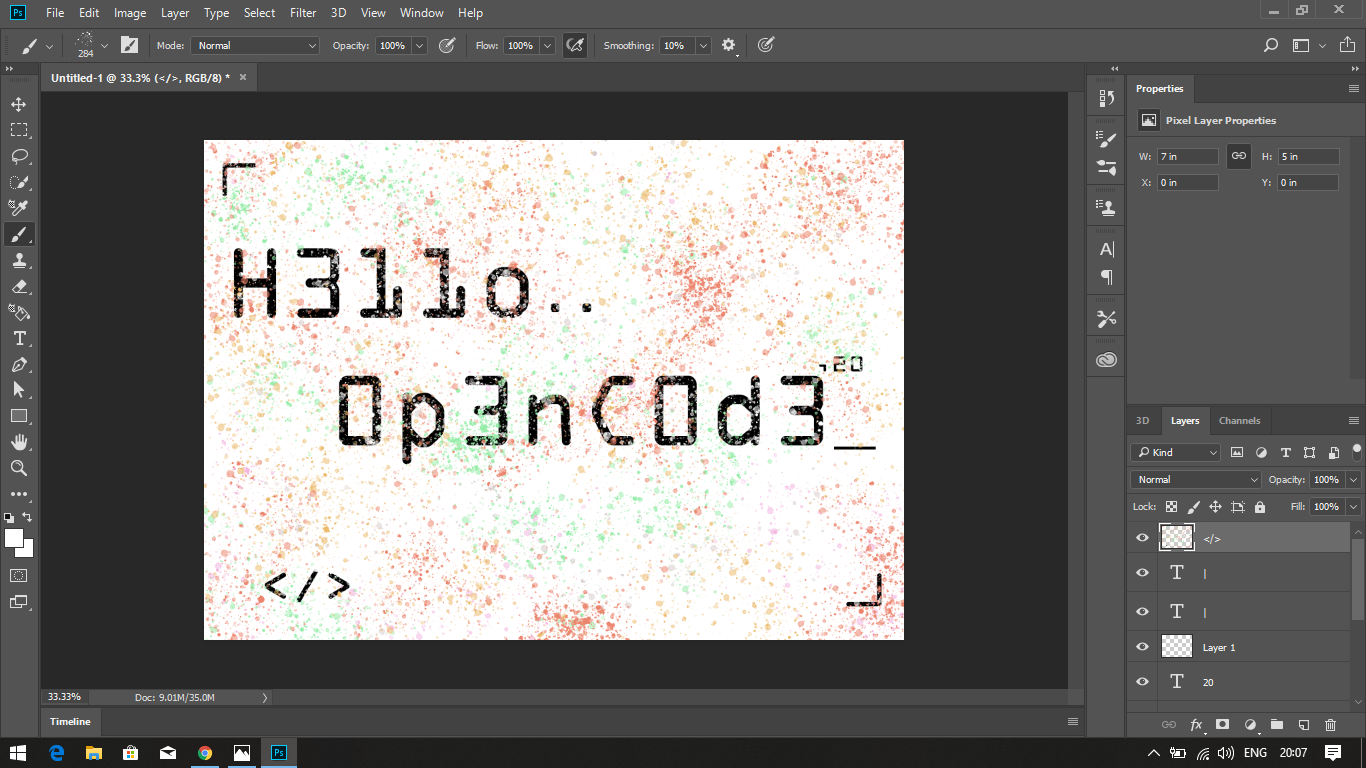 Ps File Edit Image Layer Type Select Filter 3D View Window Help
284 Mode: Normal Opacity: 100% Flow: 100% Smoothing: 10%
Untitled-1 @ 33.3% (</>, RGB/8) * ×
H3llo..
'20
0p3nC0d3_
</>
33.33% Doc: 9.01M/35.0M
Timeline
Properties
Pixel Layer Properties
W: 7 in H: 5 in
X: 0 in Y: 0 in
3D Layers Channels
Kind
Normal Opacity: 100%
Lock: Fill: 100%
</>
|
|
Layer 1
20
fx
Ps ENG 20:07